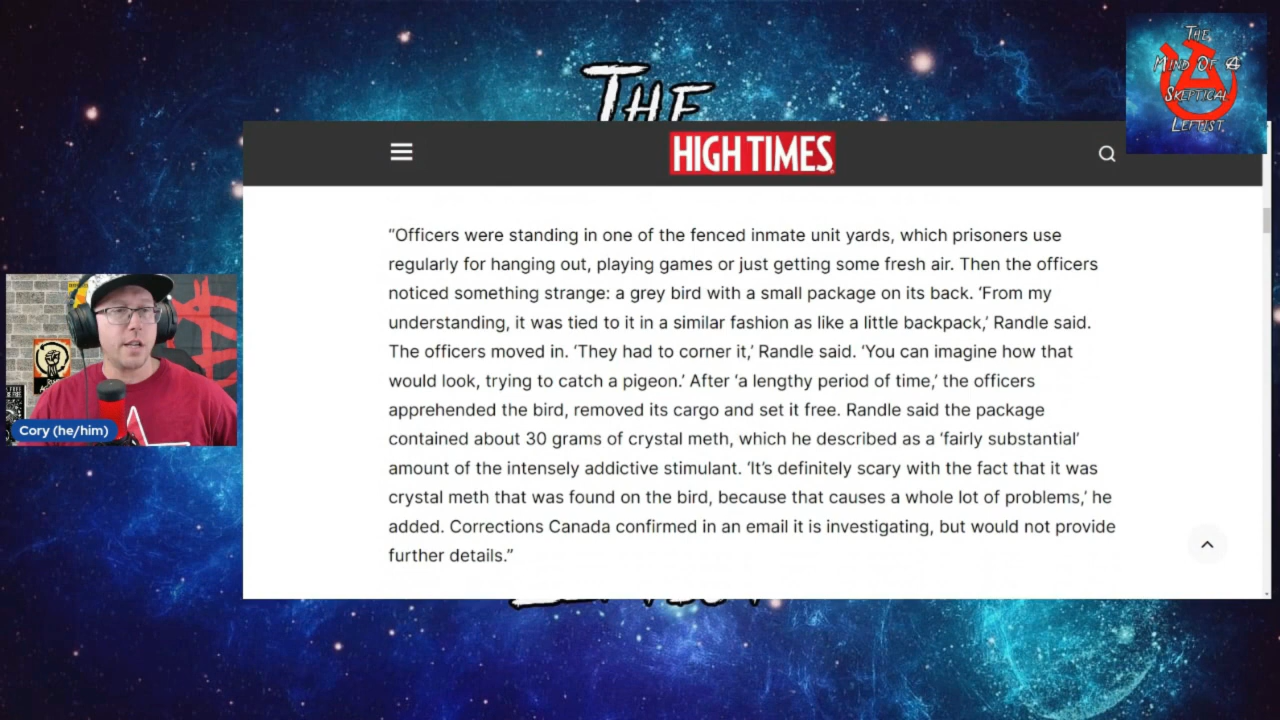 THE
MIND OF A
SKEPTICAL
LEFTIST
THE
HIGH TIMES
“Officers were standing in one of the fenced inmate unit yards, which prisoners use
regularly for hanging out, playing games or just getting some fresh air. Then the officers
noticed something strange: a grey bird with a small package on its back. ‘From my
understanding, it was tied to it in a similar fashion as like a little backpack,’ Randle said.
The officers moved in. ‘They had to corner it,’ Randle said. ‘You can imagine how that
would look, trying to catch a pigeon.’ After ‘a lengthy period of time,’ the officers
apprehended the bird, removed its cargo and set it free. Randle said the package
contained about 30 grams of crystal meth, which he described as a ‘fairly substantial’
amount of the intensely addictive stimulant. ‘It’s definitely scary with the fact that it was
crystal meth that was found on the bird, because that causes a whole lot of problems,’ he
added. Corrections Canada confirmed in an email it is investigating, but would not provide
further details.”
Cory (he/him)